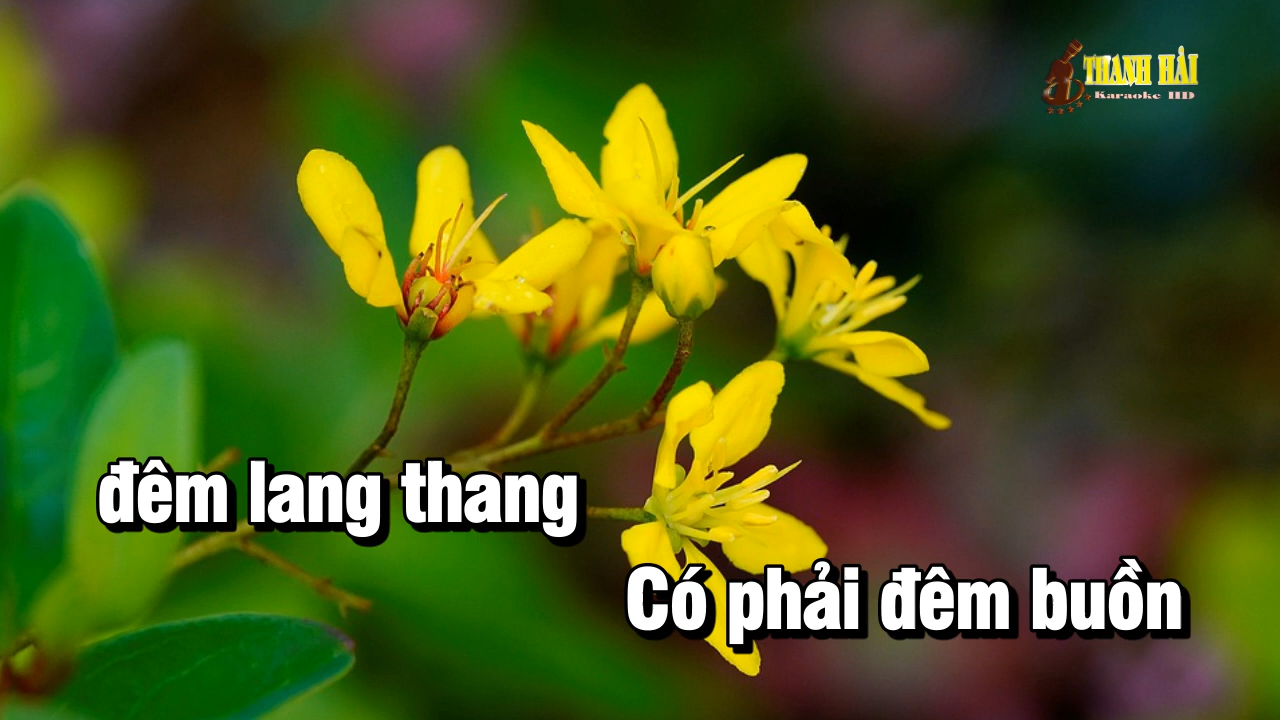 THANH HẢI
Karaoke HD
đêm lang thang
Có phải đêm buồn